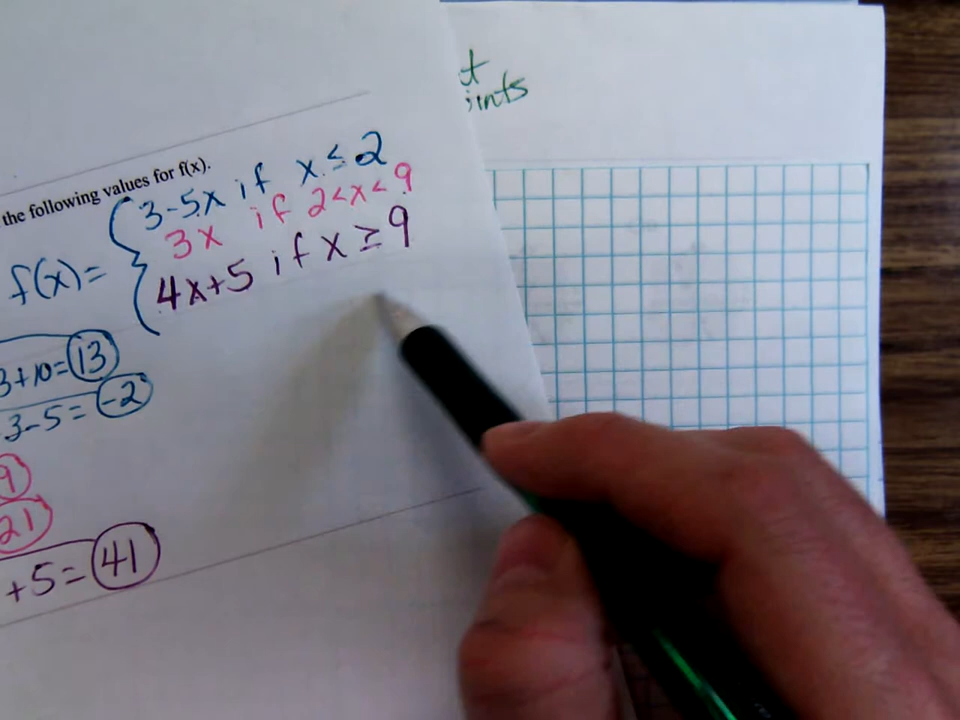 t
ints
the following values for f(x).
f(x)= { 3-5x if x≤2
3x if 2<x<9
4x+5 if x≥9
3+10=13
3-5=-2
9
21
+5=41